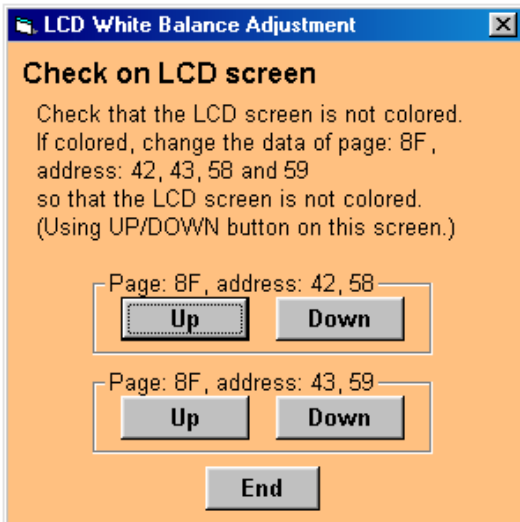 LCD White Balance Adjustment
Check on LCD screen
Check that the LCD screen is not colored.
If colored, change the data of page: 8F,
address: 42, 43, 58 and 59
so that the LCD screen is not colored.
(Using UP/DOWN button on this screen.)
Page: 8F, address: 42, 58
Up Down
Page: 8F, address: 43, 59
Up Down
End